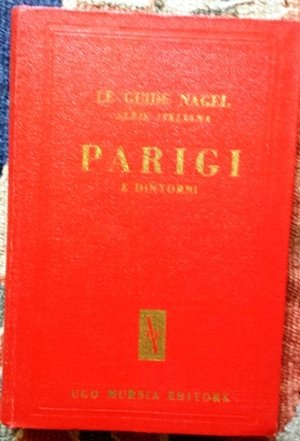 LE GUIDE NAGEL
SERIE ITALIANA
PARIGI
E DINTORNI
N
UGO MURSIA EDITORE